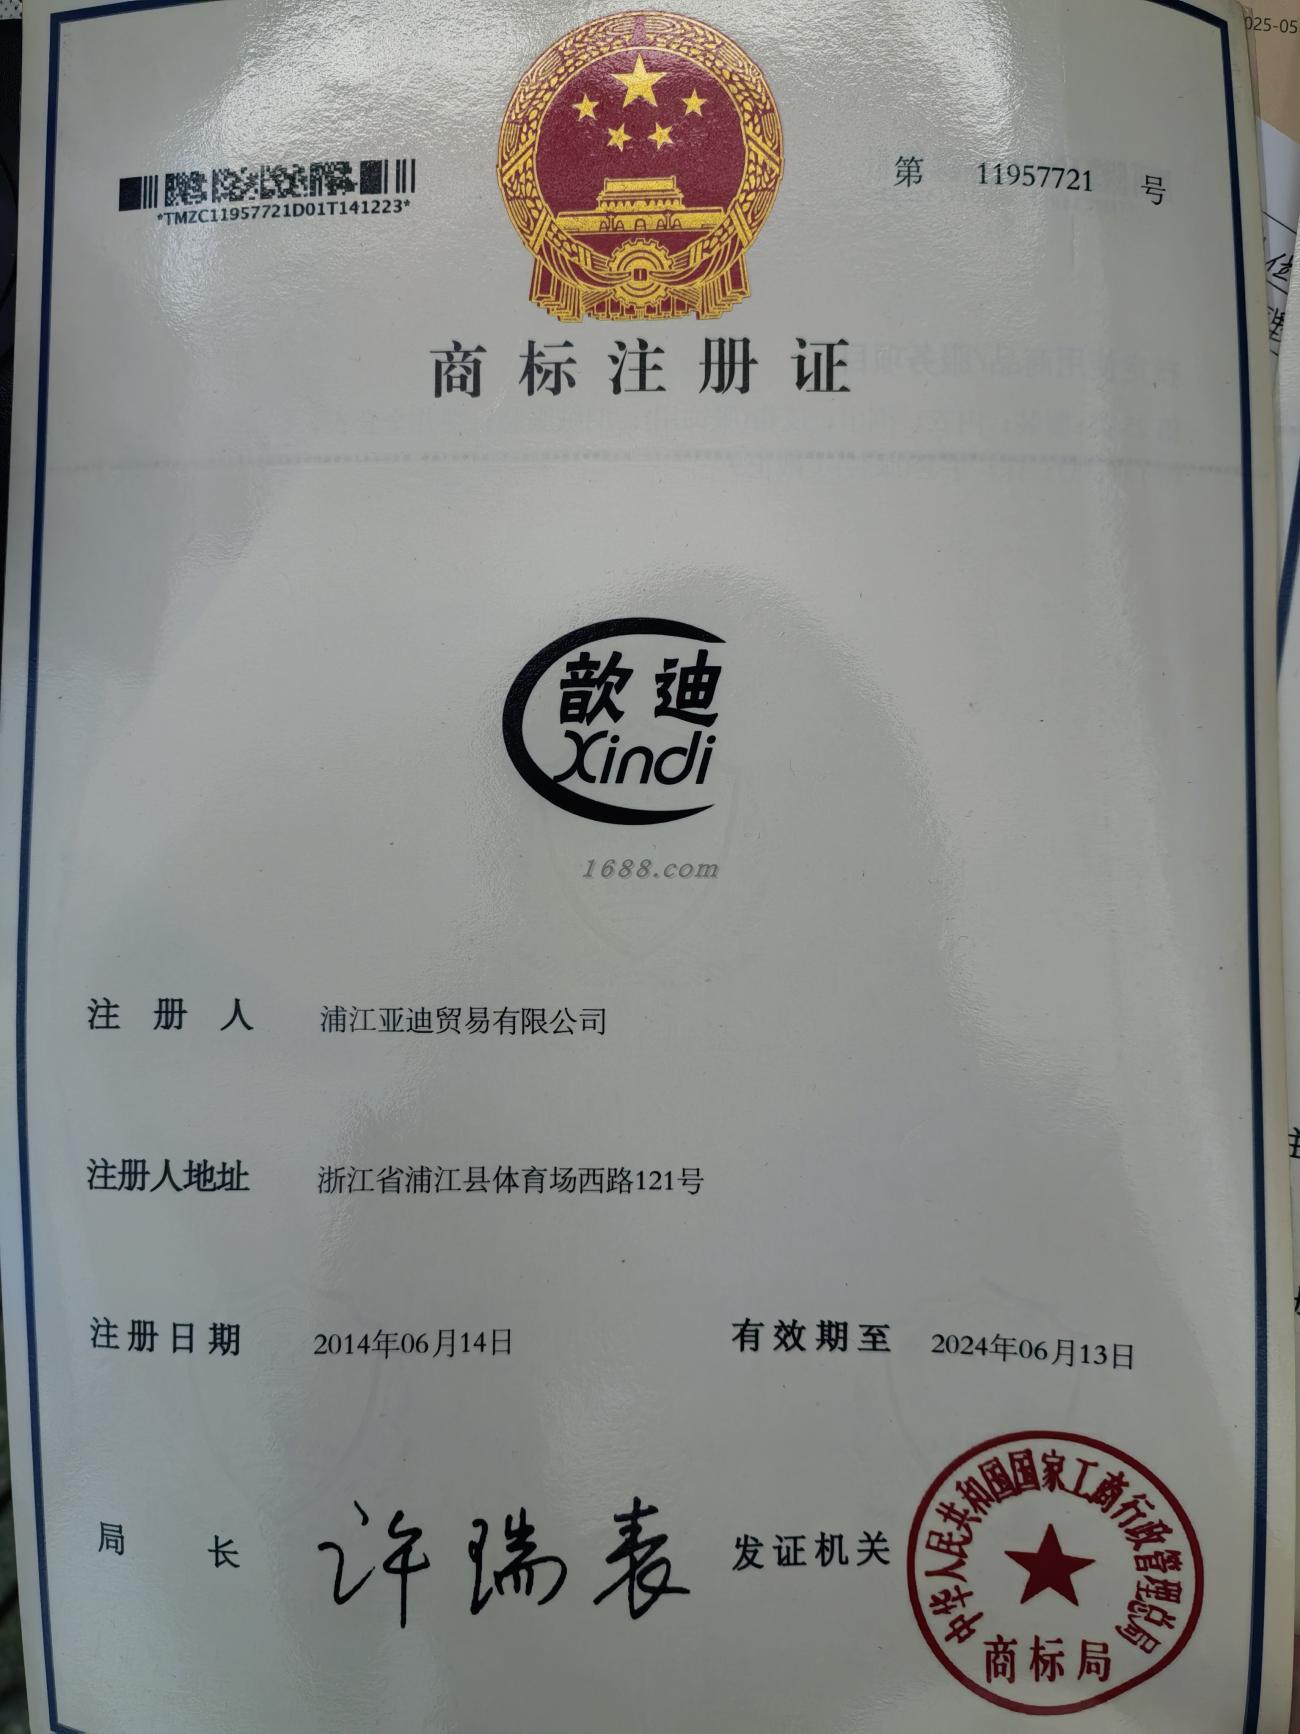 025-05
第 11957721 号
*TMZC11957721D01T141223*
商标注册证
歆迪
Xindi
1688.com
注册人 浦江亚迪贸易有限公司
注册人地址 浙江省浦江县体育场西路121号
注册日期 2014年06月14日 有效期至 2024年06月13日
局长 许瑞表 发证机关
中华人民共和国国家工商行政管理总局
商标局